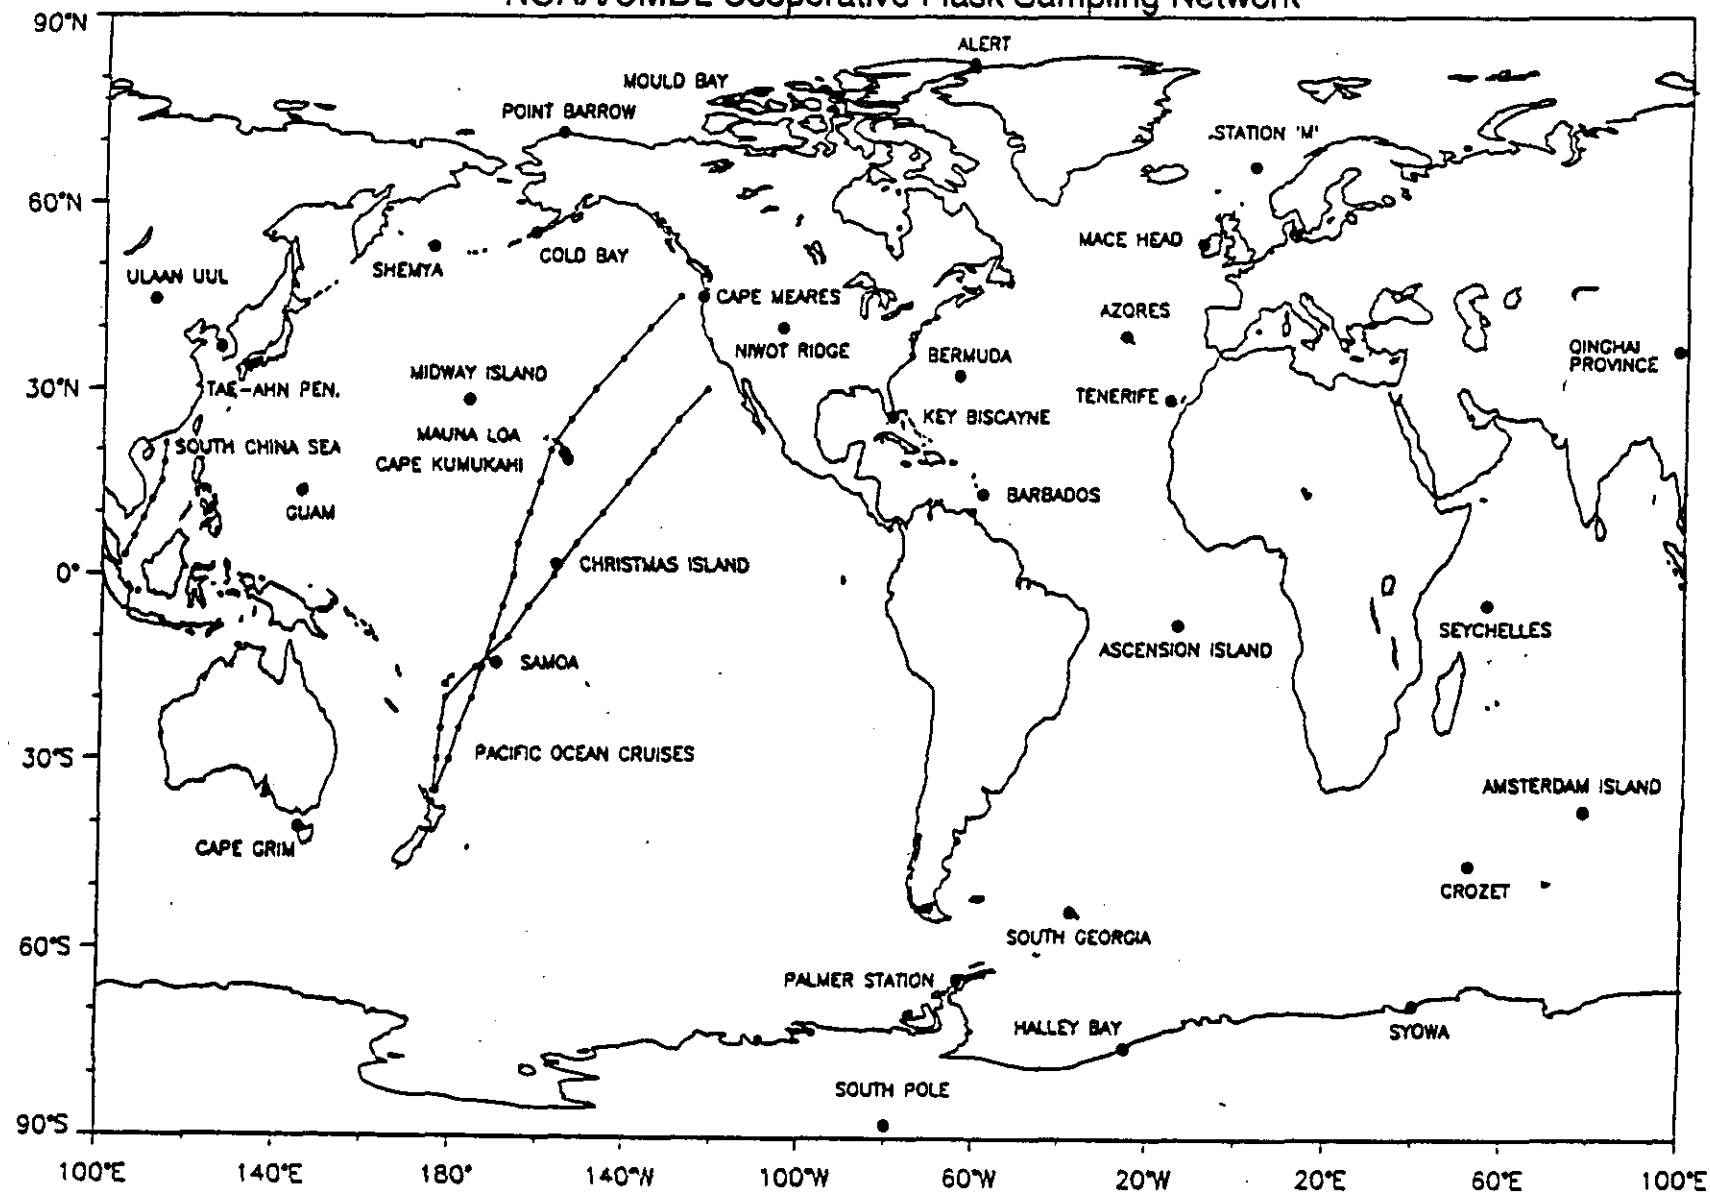 NOAA/CMDL Cooperative Flask Sampling Network
90°N
ALERT
MOULD BAY
POINT BARROW
STATION 'M'
60°N
MACE HEAD
COLD BAY
SHEMYA
ULAAN UUL
CAPE MEARES
AZORES
NIWOT RIDGE
BERMUDA
QINGHAI
PROVINCE
MIDWAY ISLAND
30°N
TAE-AHN PEN.
TENERIFE
KEY BISCAYNE
MAUNA LOA
SOUTH CHINA SEA
CAPE KUMUKAHI
BARBADOS
GUAM
CHRISTMAS ISLAND
0°
SEYCHELLES
ASCENSION ISLAND
SAMOA
30°S
PACIFIC OCEAN CRUISES
AMSTERDAM ISLAND
CAPE GRIM
CROZET
60°S
SOUTH GEORGIA
PALMER STATION
HALLEY BAY
SYOWA
SOUTH POLE
90°S
100°E 140°E 180° 140°W 100°W 60°W 20°W 20°E 60°E 100°E